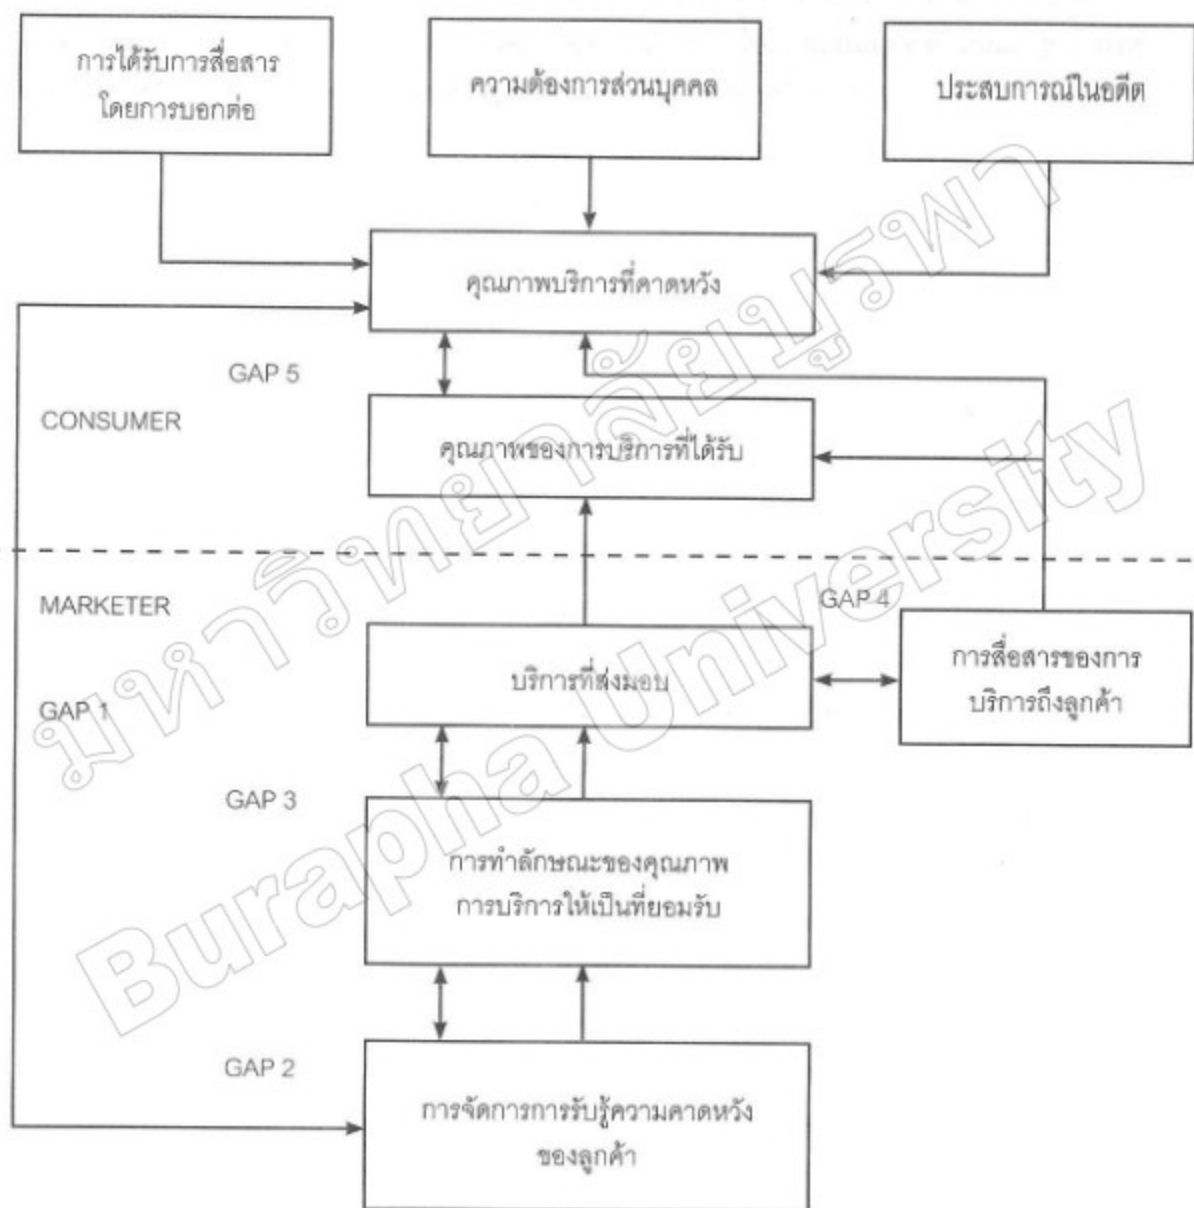 การได้รับการสื่อสาร
โดยการบอกต่อ
ความต้องการส่วนบุคคล
ประสบการณ์ในอดีต
คุณภาพบริการที่คาดหวัง
GAP 5
CONSUMER
คุณภาพของการบริการที่ได้รับ
MARKETER
GAP 4
บริการที่ส่งมอบ
การสื่อสารของการ
บริการถึงลูกค้า
GAP 1
GAP 3
การทำลักษณะของคุณภาพ
การบริการให้เป็นที่ยอมรับ
GAP 2
การจัดการการรับรู้ความคาดหวัง
ของลูกค้า
มหาวิทยาลัยบูรพา
Burapha University